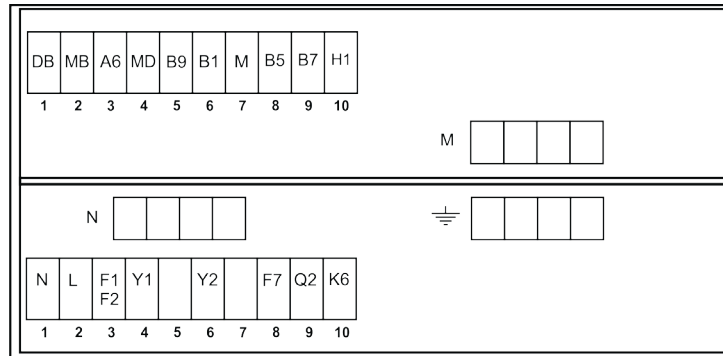 DB MB A6 MD B9 B1 M B5 B7 H1
1 2 3 4 5 6 7 8 9 10
M
N
N L F1 F2 Y1 Y2 F7 Q2 K6
1 2 3 4 5 6 7 8 9 10